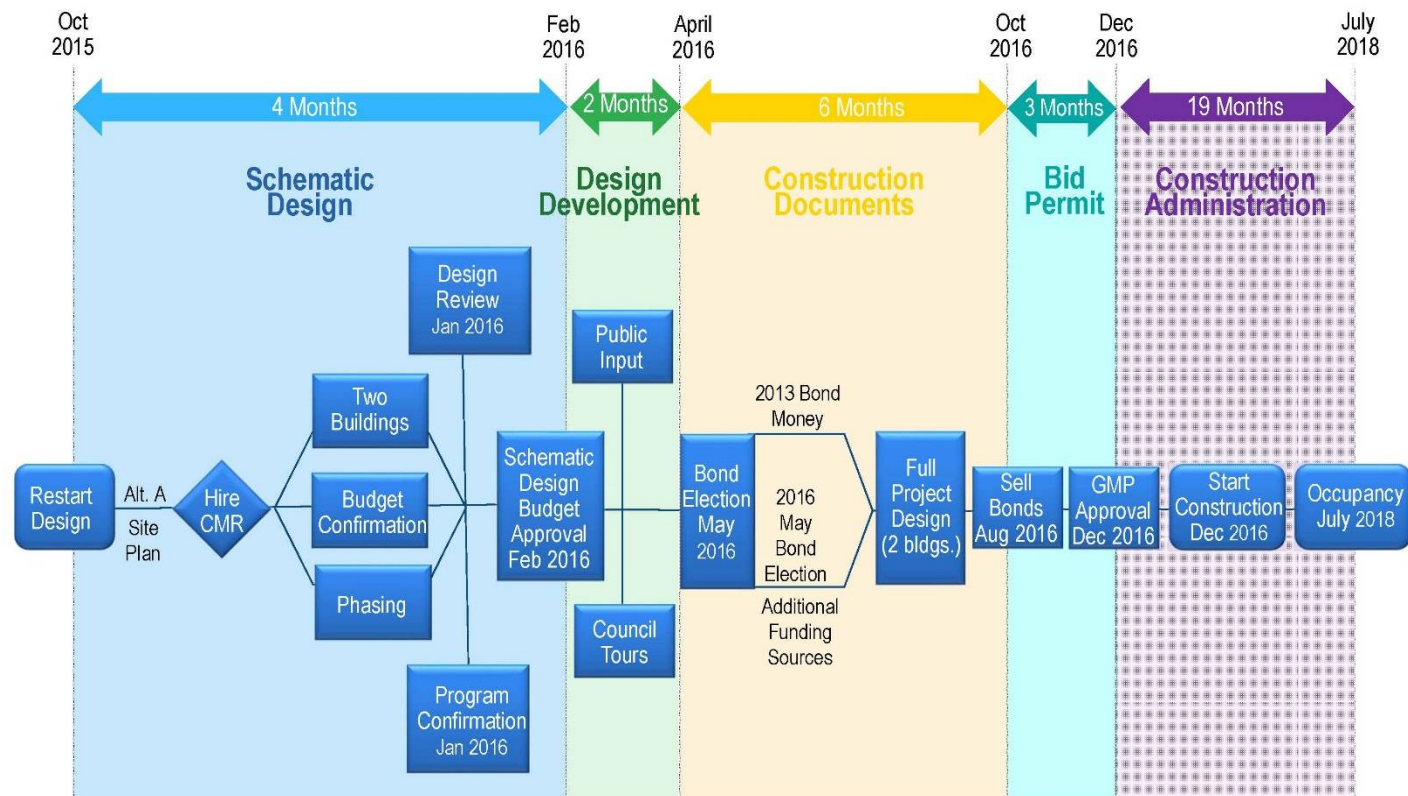 Oct
2015
Feb
2016
April
2016
Oct
2016
Dec
2016
July
2018
4 Months
2 Months
6 Months
3 Months
19 Months
Schematic
Design
Design
Development
Construction
Documents
Bid
Permit
Construction
Administration
Restart
Design
Alt. A
Site
Plan
Hire
CMR
Two
Buildings
Budget
Confirmation
Phasing
Design
Review
Jan 2016
Program
Confirmation
Jan 2016
Schematic
Design
Budget
Approval
Feb 2016
Public
Input
Council
Tours
Bond
Election
May
2016
2013 Bond
Money
2016
May
Bond
Election
Additional
Funding
Sources
Full
Project
Design
(2 bldgs.)
Sell
Bonds
Aug 2016
GMP
Approval
Dec 2016
Start
Construction
Dec 2016
Occupancy
July 2018